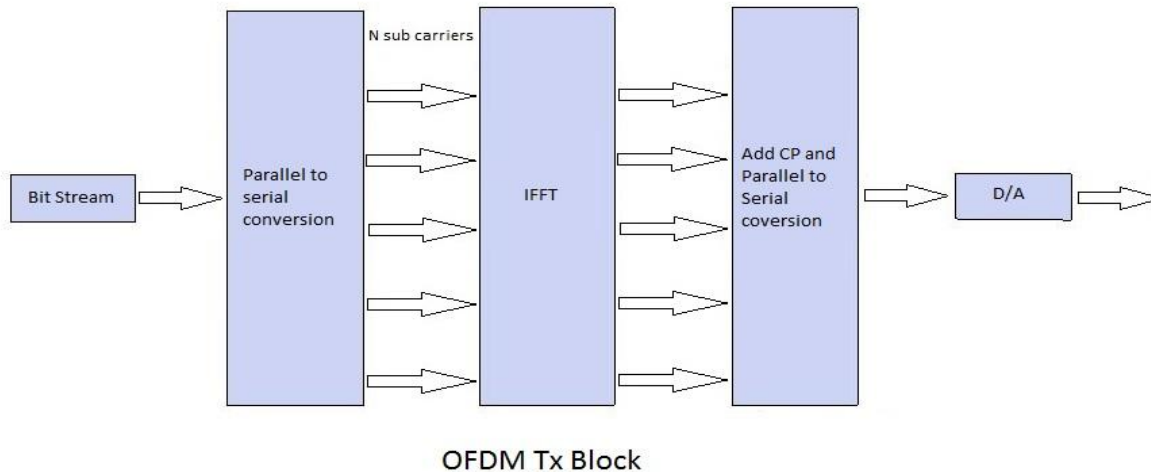 N sub carriers
Bit Stream
Parallel to
serial
conversion
IFFT
Add CP and
Parallel to
Serial
coversion
D/A
OFDM Tx Block